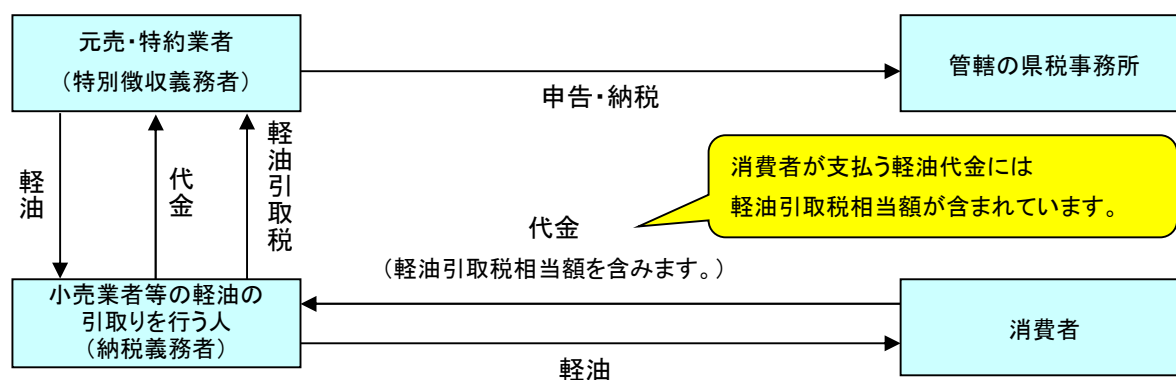 元売・特約業者
（特別徴収義務者）
管轄の県税事務所
申告・納税
軽油
代金
軽油引取税
消費者が支払う軽油代金には
軽油引取税相当額が含まれています。
代金
（軽油引取税相当額を含みます。）
小売業者等の軽油の
引取りを行う人
（納税義務者）
消費者
軽油